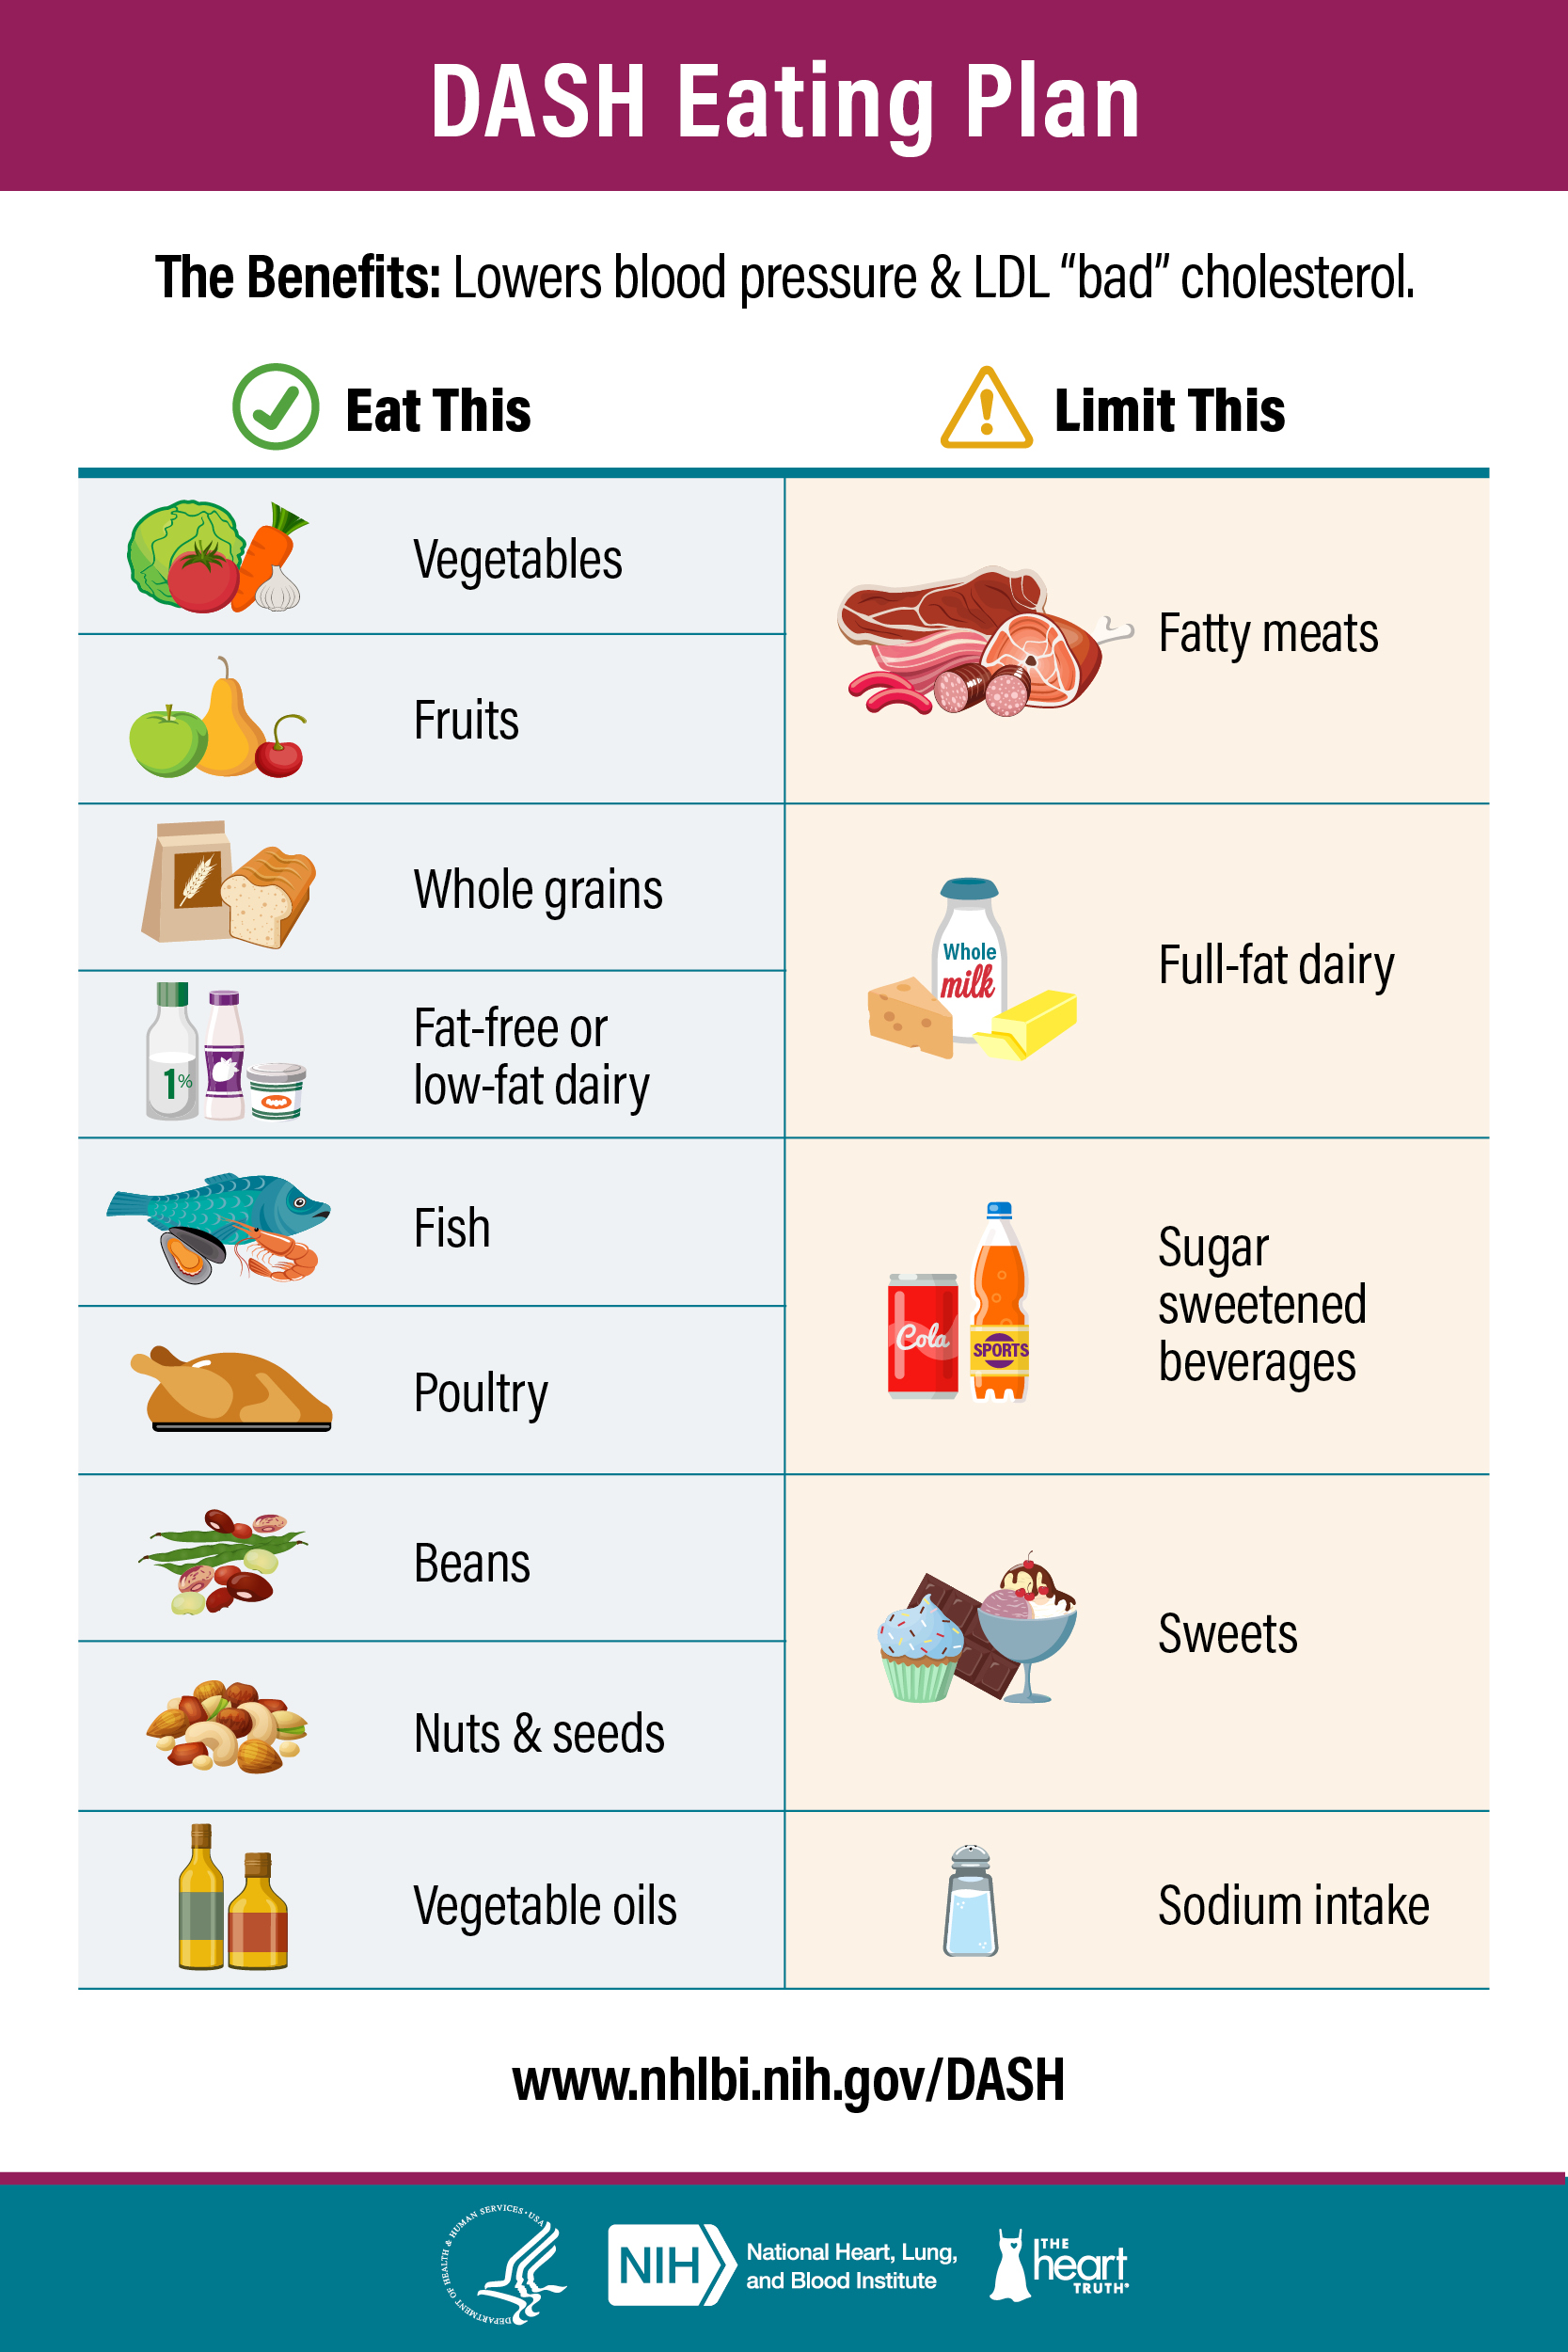 DASH Eating Plan
The Benefits: Lowers blood pressure & LDL “bad” cholesterol.
Eat This
Limit This
Vegetables
Fatty meats
Fruits
Whole grains
Whole
milk
Full-fat dairy
1%
Fat-free or
low-fat dairy
Fish
Cola
SPORTS
Sugar
sweetened
beverages
Poultry
Beans
Sweets
Nuts & seeds
Vegetable oils
Sodium intake
www.nhlbi.nih.gov/DASH
DEPARTMENT OF HEALTH & HUMAN SERVICES • USA
NIH
National Heart, Lung,
and Blood Institute
THE
heart
TRUTH®